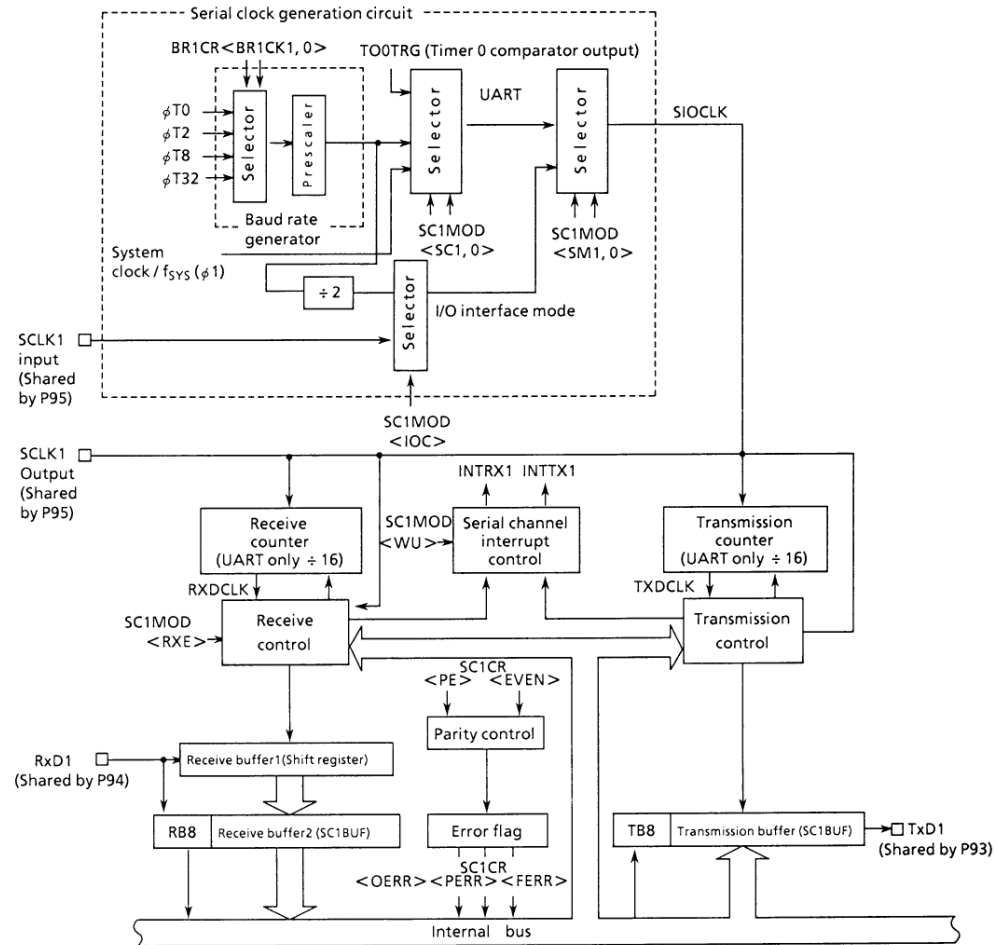 Serial clock generation circuit
BR1CR<BR1CK1, 0>
TO0TRG (Timer 0 comparator output)
UART
SIOCLK
φT0
φT2
φT8
φT32
Selector
Prescaler
Selector
Selector
Baud rate
generator
SC1MOD
<SC1, 0>
SC1MOD
<SM1, 0>
System
clock / fSYS (φ1)
÷ 2
Selector
I/O interface mode
SCLK1
input
(Shared
by P95)
SC1MOD
<IOC>
SCLK1
Output
(Shared
by P95)
INTRX1 INTTX1
Receive
counter
(UART only ÷ 16)
SC1MOD
<WU>
Serial channel
interrupt
control
Transmission
counter
(UART only ÷ 16)
RXDCLK
TXDCLK
SC1MOD
<RXE>
Receive
control
Transmission
control
SC1CR
<PE> <EVEN>
Parity control
RxD1
(Shared by P94)
Receive buffer1(Shift register)
RB8 Receive buffer2 (SC1BUF)
Error flag
TB8 Transmission buffer (SC1BUF)
TxD1
(Shared by P93)
SC1CR
<OERR> <PERR> <FERR>
Internal bus